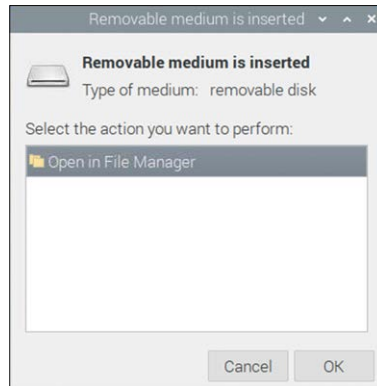 Removable medium is inserted
Removable medium is inserted
Type of medium: removable disk
Select the action you want to perform:
Open in File Manager
Cancel OK